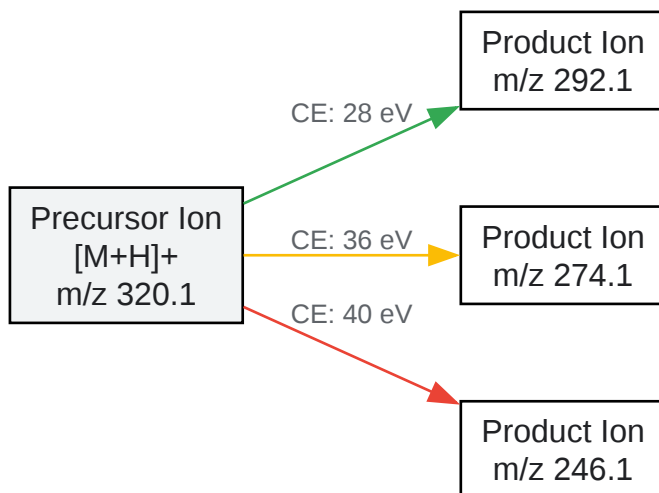 Product Ion
m/z 292.1
CE: 28 eV
Precursor Ion
[M+H]+
m/z 320.1
CE: 36 eV
Product Ion
m/z 274.1
CE: 40 eV
Product Ion
m/z 246.1